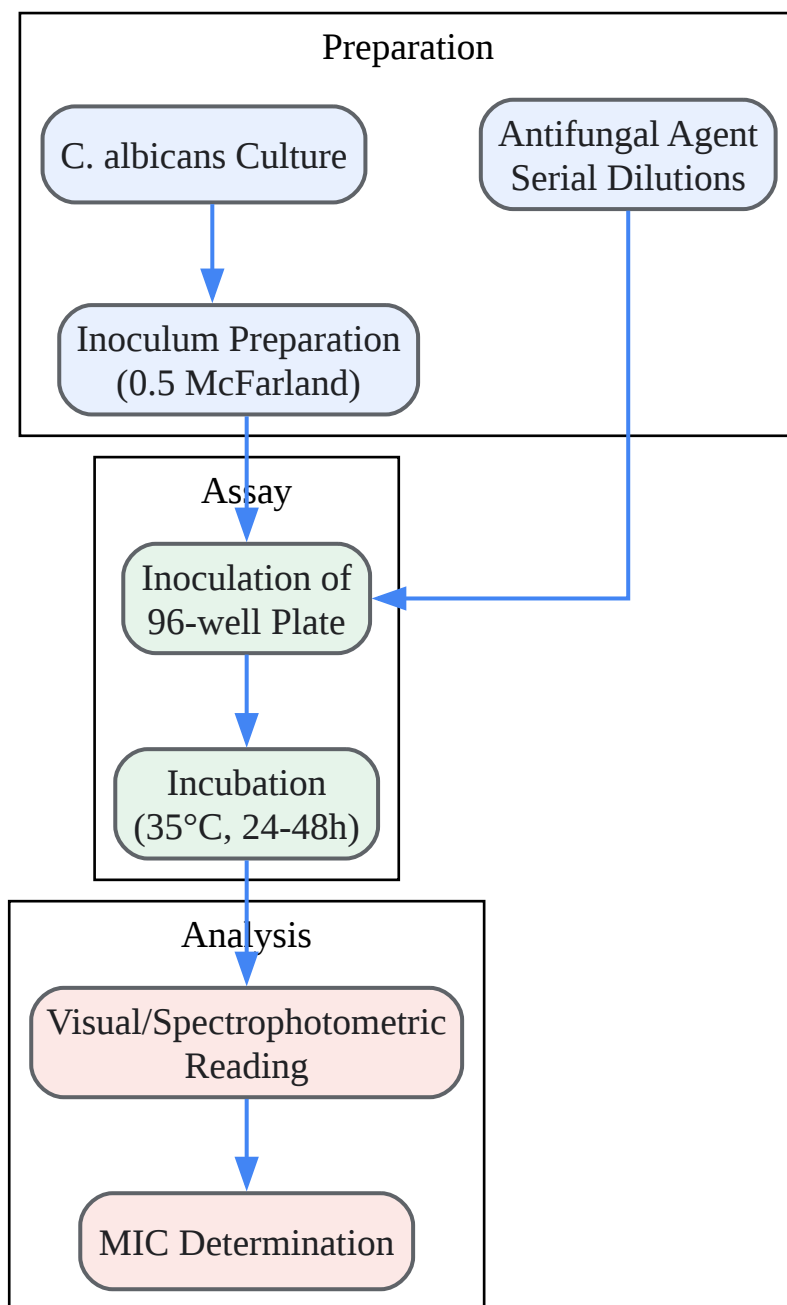 Preparation
C. albicans Culture
Antifungal Agent
Serial Dilutions
Inoculum Preparation
(0.5 McFarland)
Assay
Inoculation of
96-well Plate
Incubation
(35°C, 24-48h)
Analysis
Visual/Spectrophotometric
Reading
MIC Determination